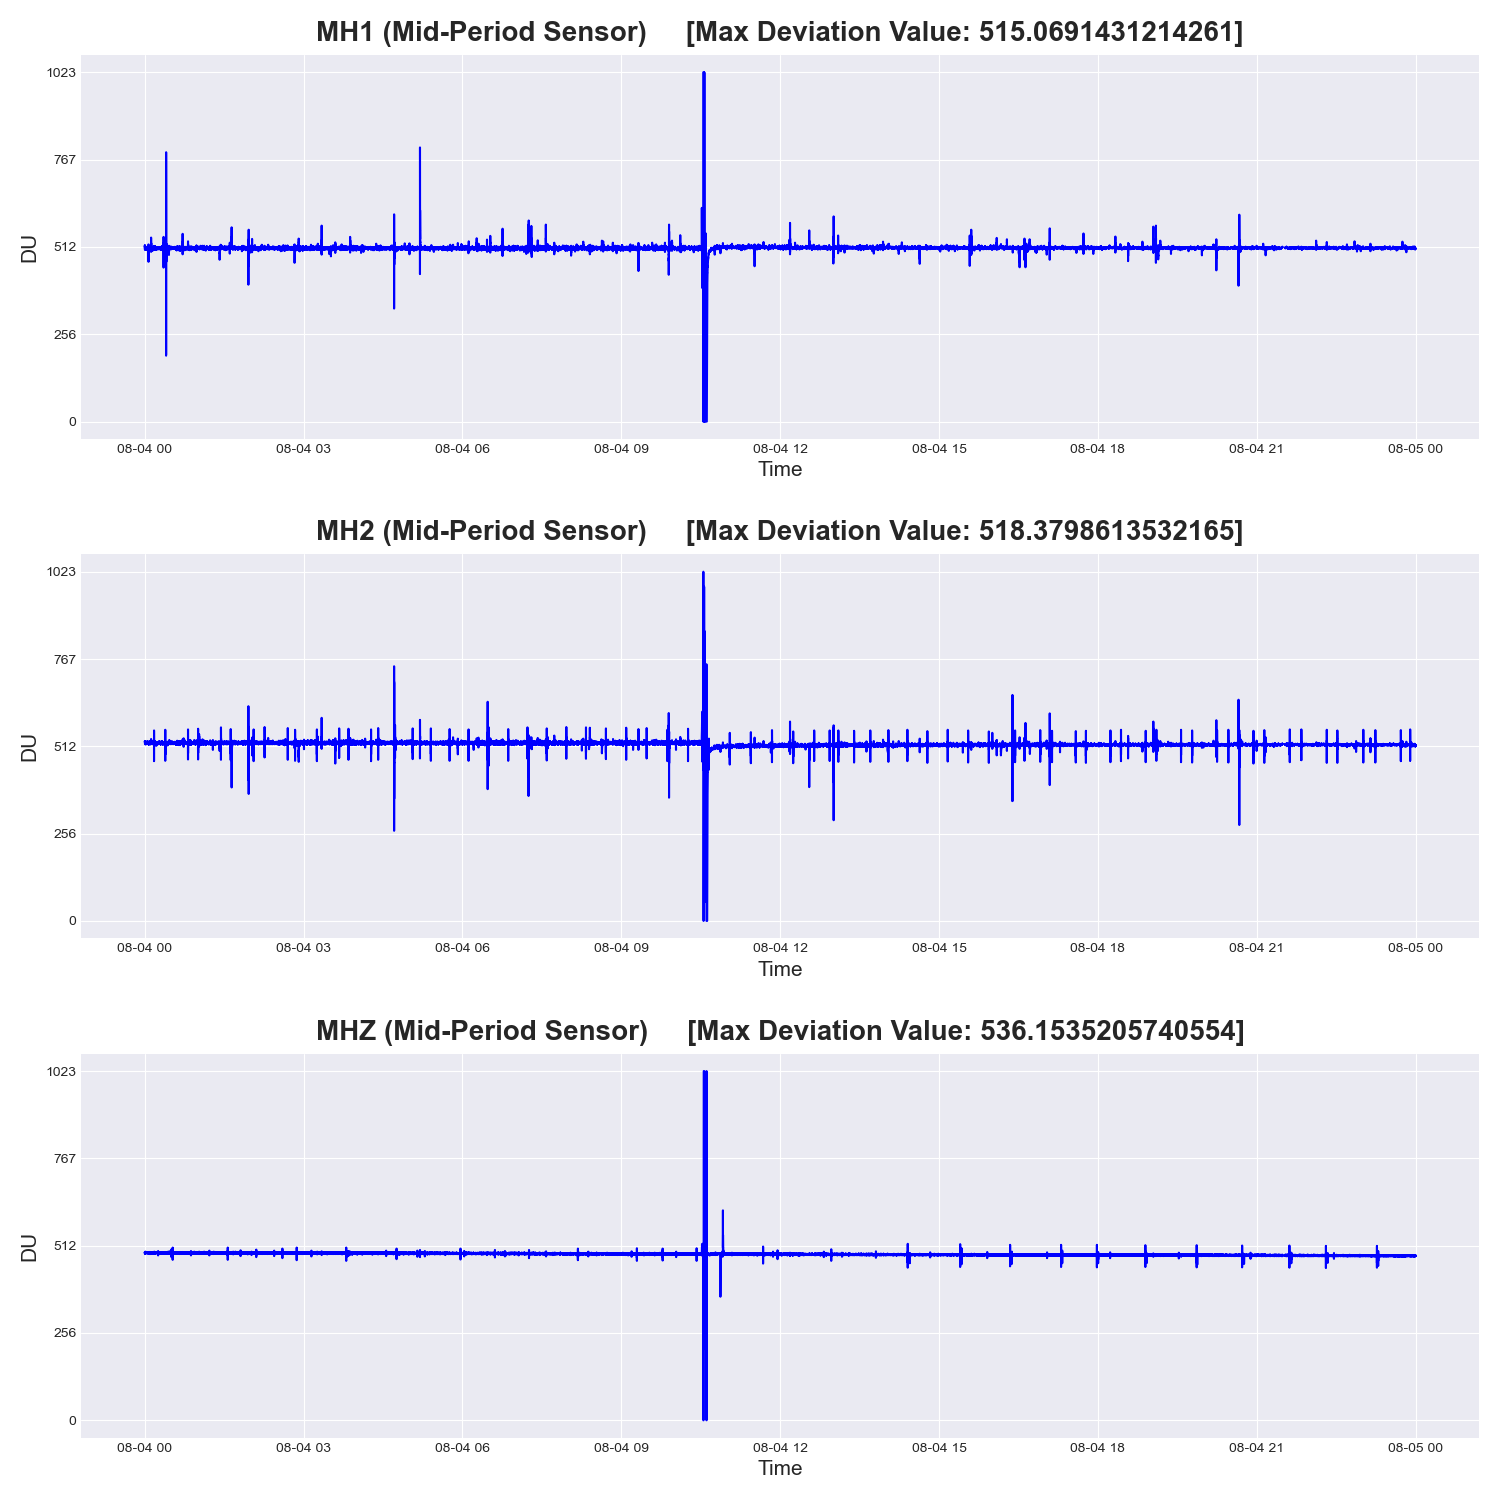 MH1 (Mid-Period Sensor) [Max Deviation Value: 515.0691431214261]
1023
767
512
256
0
DU
08-04 00 08-04 03 08-04 06 08-04 09 08-04 12 08-04 15 08-04 18 08-04 21 08-05 00
Time
MH2 (Mid-Period Sensor) [Max Deviation Value: 518.3798613532165]
1023
767
512
256
0
DU
08-04 00 08-04 03 08-04 06 08-04 09 08-04 12 08-04 15 08-04 18 08-04 21 08-05 00
Time
MHZ (Mid-Period Sensor) [Max Deviation Value: 536.1535205740554]
1023
767
512
256
0
DU
08-04 00 08-04 03 08-04 06 08-04 09 08-04 12 08-04 15 08-04 18 08-04 21 08-05 00
Time